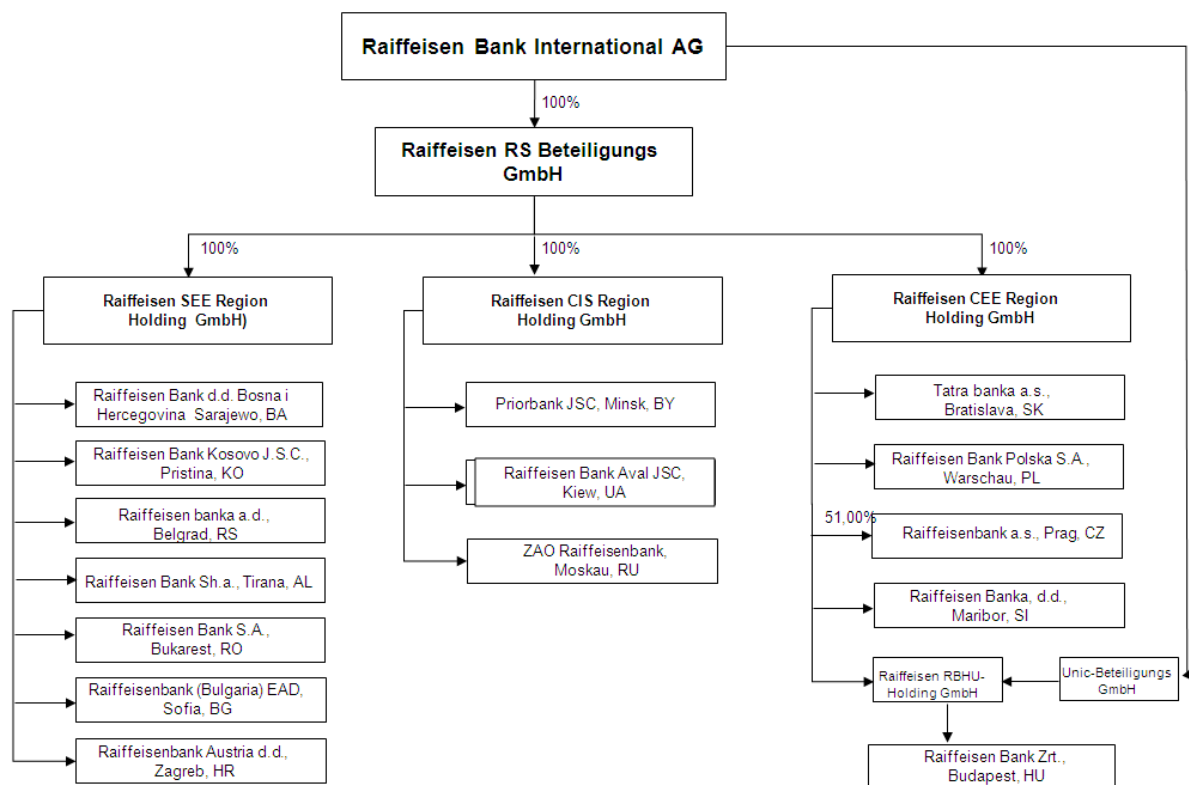 Raiffeisen Bank International AG
100%
Raiffeisen RS Beteiligungs
GmbH
100%
100%
100%
Raiffeisen SEE Region
Holding GmbH)
Raiffeisen CIS Region
Holding GmbH
Raiffeisen CEE Region
Holding GmbH
Raiffeisen Bank d.d. Bosna i
Hercegovina Sarajewo, BA
Raiffeisen Bank Kosovo J.S.C.,
Pristina, KO
Raiffeisen banka a.d.,
Belgrad, RS
Raiffeisen Bank Sh.a., Tirana, AL
Raiffeisen Bank S.A.,
Bukarest, RO
Raiffeisenbank (Bulgaria) EAD,
Sofia, BG
Raiffeisenbank Austria d.d.,
Zagreb, HR
Priorbank JSC, Minsk, BY
Raiffeisen Bank Aval JSC,
Kiew, UA
ZAO Raiffeisenbank,
Moskau, RU
Tatra banka a.s.,
Bratislava, SK
Raiffeisen Bank Polska S.A.,
Warschau, PL
51,00%
Raiffeisenbank a.s., Prag, CZ
Raiffeisen Banka, d.d.,
Maribor, SI
Raiffeisen RBHU-
Holding GmbH
Unic-Beteiligungs
GmbH
Raiffeisen Bank Zrt.,
Budapest, HU